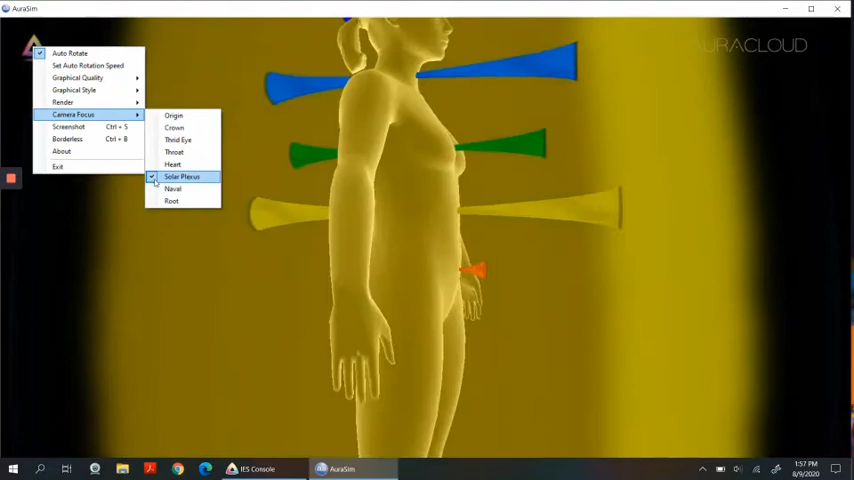 AuraSim
URACLOUD
Auto Rotate
Set Auto Rotation Speed
Graphical Quality
Graphical Style
Render
Camera Focus
Screenshot Ctrl + S
Borderless Ctrl + B
About
Exit
Origin
Crown
Thrid Eye
Throat
Heart
Solar Plexus
Naval
Root
IES Console
AuraSim
1:57 PM
8/9/2020